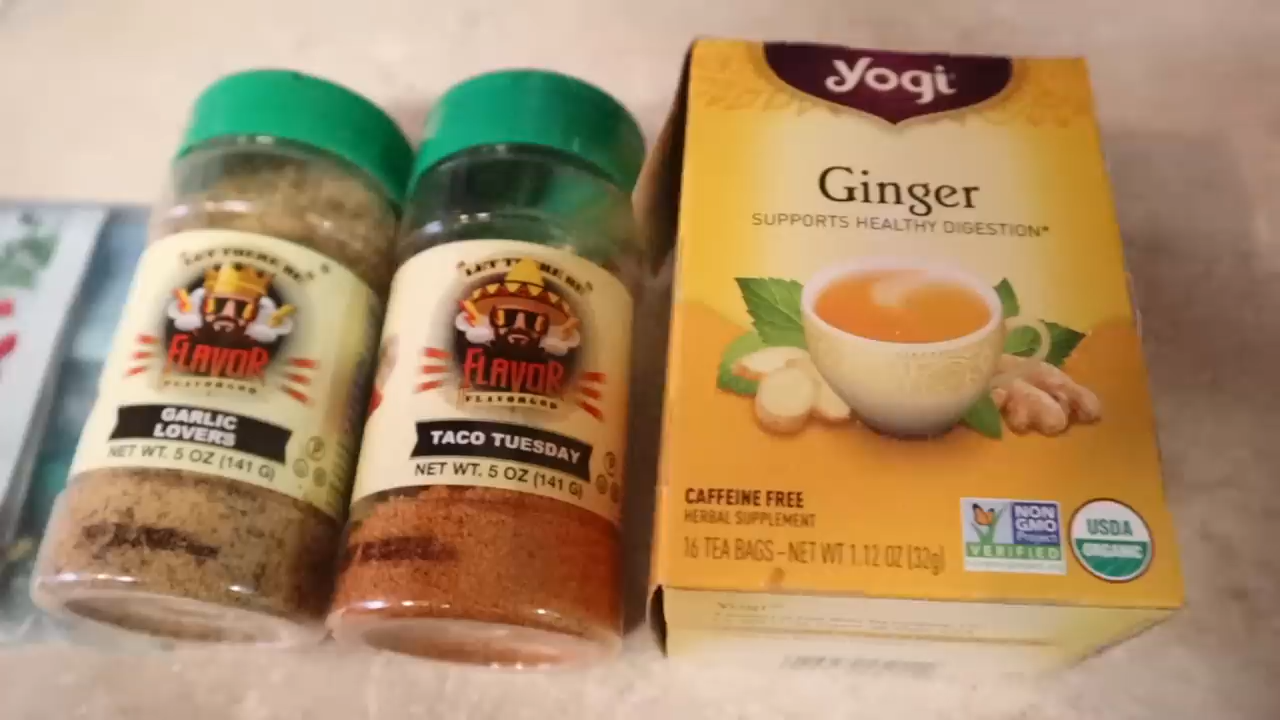 "LET THERE BE"
FLAVOR
FLAVORGOD
GARLIC
LOVERS
NET WT. 5 OZ (141 G)
"LET THERE BE"
FLAVOR
FLAVORGOD
TACO TUESDAY
NET WT. 5 OZ (141 G)
yogi®
Ginger
SUPPORTS HEALTHY DIGESTION*
CAFFEINE FREE
HERBAL SUPPLEMENT
16 TEA BAGS - NET WT 1.12 OZ (32g)
NON
GMO
Project
VERIFIED
USDA
ORGANIC